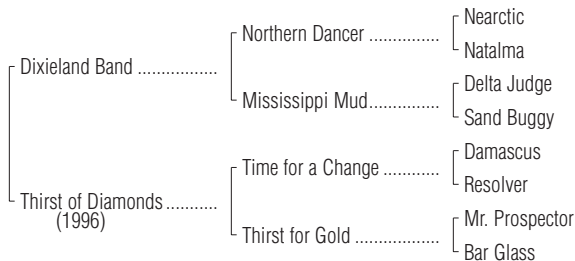 Nearctic
Northern Dancer ...............
Natalma
Dixieland Band .................
Delta Judge
Mississippi Mud...............
Sand Buggy
Damascus
Time for a Change ............
Resolver
Thirst of Diamonds ...........
(1996)
Mr. Prospector
Thirst for Gold ..................
Bar Glass